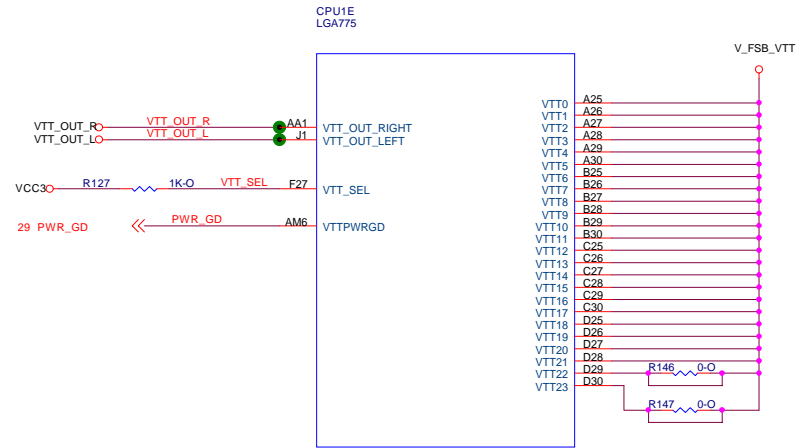 CPU1E
LGA775
V_FSB_VTT
VTT_OUT_R VTT_OUT_R AA1 VTT_OUT_RIGHT
VTT_OUT_L VTT_OUT_L J1 VTT_OUT_LEFT
VCC3 R127 1K-O VTT_SEL F27 VTT_SEL
29 PWR_GD PWR_GD AM6 VTTPWRGD
VTT0 A25
VTT1 A26
VTT2 A27
VTT3 A28
VTT4 A29
VTT5 A30
VTT6 B25
VTT7 B26
VTT8 B27
VTT9 B28
VTT10 B29
VTT11 B30
VTT12 C25
VTT13 C26
VTT14 C27
VTT15 C28
VTT16 C29
VTT17 C30
VTT18 D25
VTT19 D26
VTT20 D27
VTT21 D28
VTT22 D29 R146 0-O
VTT23 D30
R147 0-O